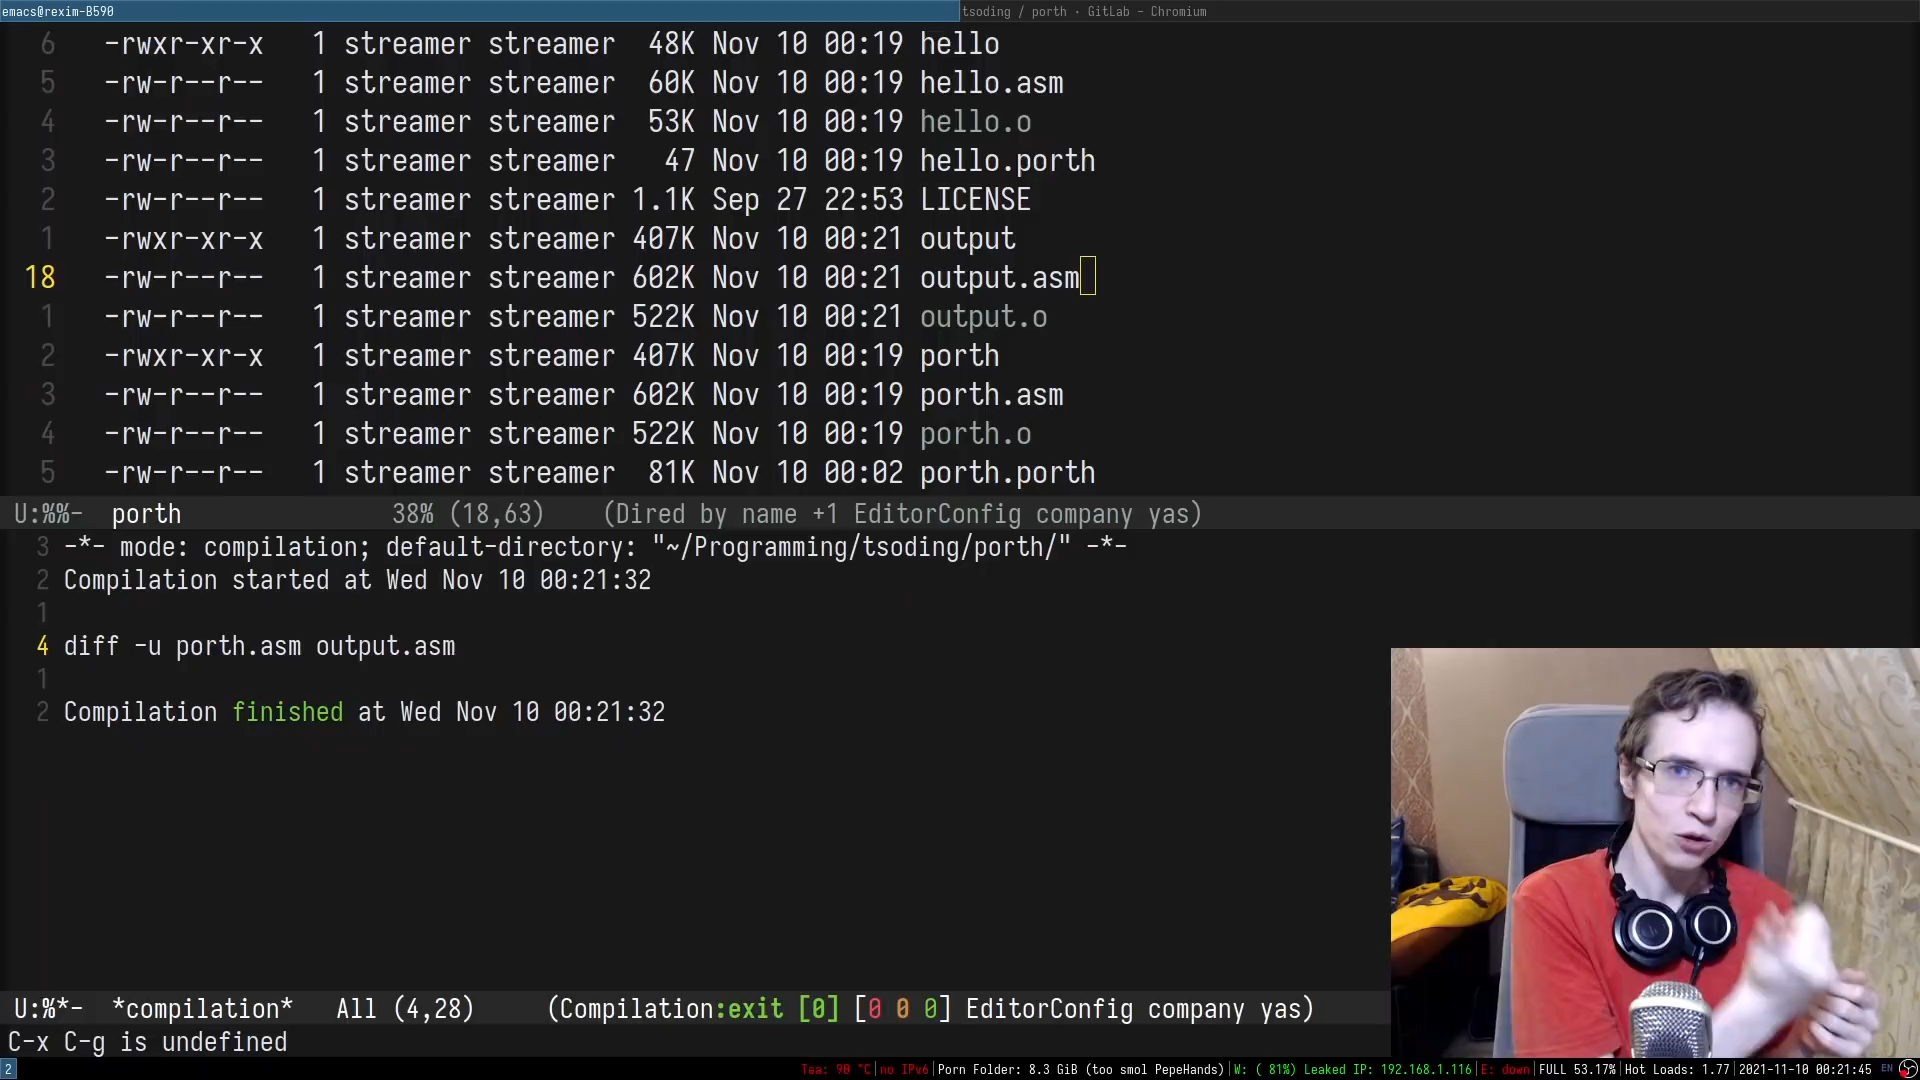 emacs@rexim-B590
tsoding / porth · GitLab - Chromium
6 -rwxr-xr-x 1 streamer streamer 48K Nov 10 00:19 hello
5 -rw-r--r-- 1 streamer streamer 60K Nov 10 00:19 hello.asm
4 -rw-r--r-- 1 streamer streamer 53K Nov 10 00:19 hello.o
3 -rw-r--r-- 1 streamer streamer 47 Nov 10 00:19 hello.porth
2 -rw-r--r-- 1 streamer streamer 1.1K Sep 27 22:53 LICENSE
1 -rwxr-xr-x 1 streamer streamer 407K Nov 10 00:21 output
18 -rw-r--r-- 1 streamer streamer 602K Nov 10 00:21 output.asm
1 -rw-r--r-- 1 streamer streamer 522K Nov 10 00:21 output.o
2 -rwxr-xr-x 1 streamer streamer 407K Nov 10 00:19 porth
3 -rw-r--r-- 1 streamer streamer 602K Nov 10 00:19 porth.asm
4 -rw-r--r-- 1 streamer streamer 522K Nov 10 00:19 porth.o
5 -rw-r--r-- 1 streamer streamer 81K Nov 10 00:02 porth.porth
U:%%- porth 38% (18,63) (Dired by name +1 EditorConfig company yas)
3 -*- mode: compilation; default-directory: "~/Programming/tsoding/porth/" -*-
2 Compilation started at Wed Nov 10 00:21:32
1
4 diff -u porth.asm output.asm
1
2 Compilation finished at Wed Nov 10 00:21:32
U:%*- *compilation* All (4,28) (Compilation:exit [0] [0 0 0] EditorConfig company yas)
C-x C-g is undefined
2 Tea: 90 °C|no IPv6|Porn Folder: 8.3 GiB (too smol PepeHands)|W: ( 81%) Leaked IP: 192.168.1.116|E: down|FULL 53.17%|Hot Loads: 1.77|2021-11-10 00:21:45 EN